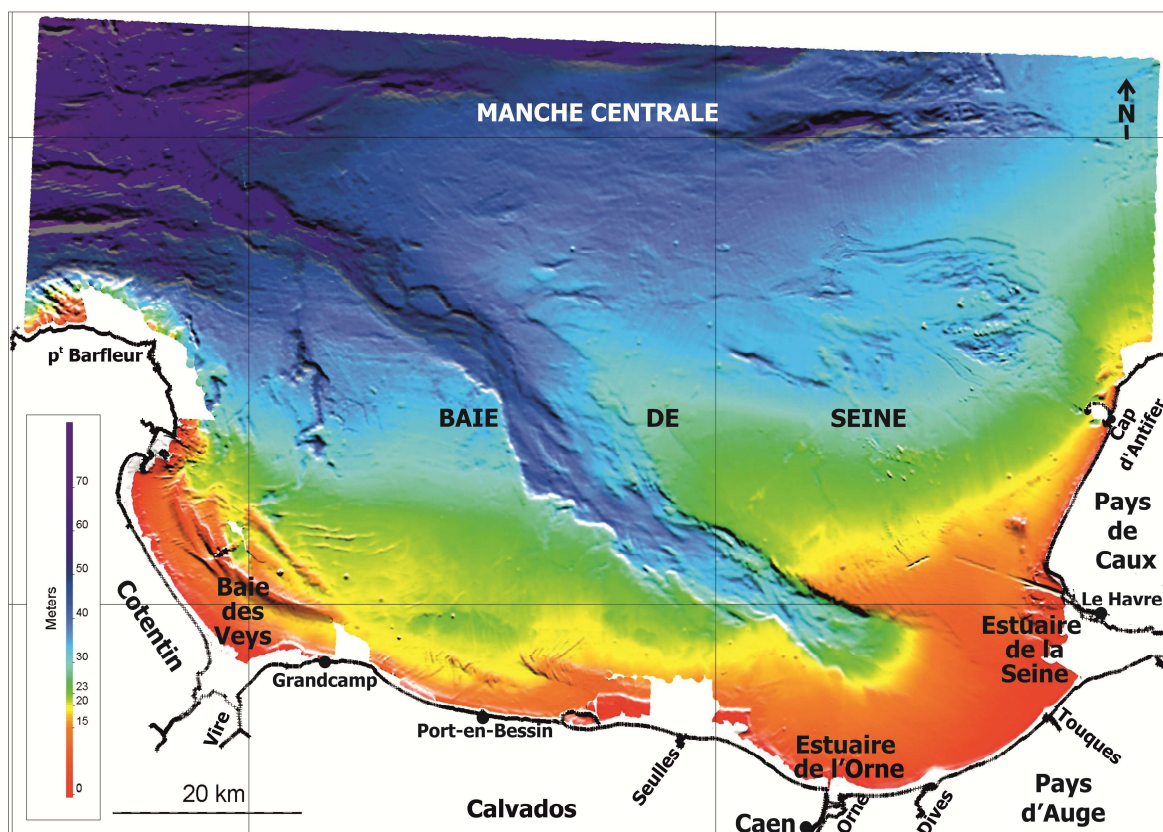 MANCHE CENTRALE
N
pt Barfleur
BAIE DE SEINE
Cap
d'Antifer
Pays
de
Caux
Le Havre
Meters
70
60
50
40
30
23
20
15
0
Cotentin
Baie
des
Veys
Vire
Grandcamp
Port-en-Bessin
Seulles
Estuaire
de la
Seine
Estuaire
de l'Orne
Touques
20 km
Calvados
Caen
Orne
Dives
Pays
d'Auge